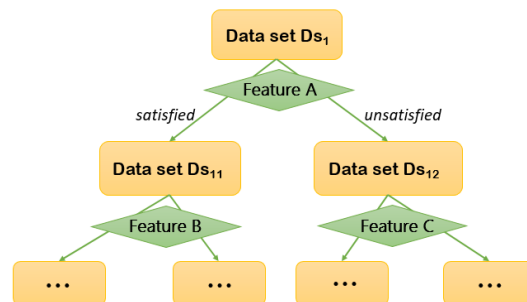 Data set Ds₁
Feature A
satisfied
unsatisfied
Data set Ds₁₁
Data set Ds₁₂
Feature B
Feature C
...
...
...
...